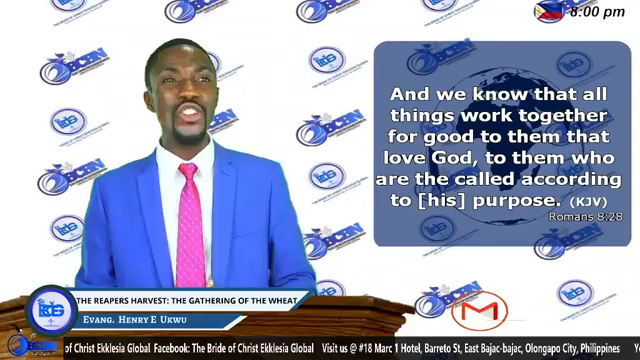 8:00 pm
And we know that all
things work together
for good to them that
love God, to them who
are the called according
to [his] purpose. (KJV)
Romans 8:28
THE REAPERS HARVEST: THE GATHERING OF THE WHEAT
Evang. Henry E Ukwu
of Christ Ekklesia Global Facebook: The Bride of Christ Ekklesia Global Visit us @ #18 Marc 1 Hotel, Barreto St, East Bajac-bajac, Olongapo City, Philippines